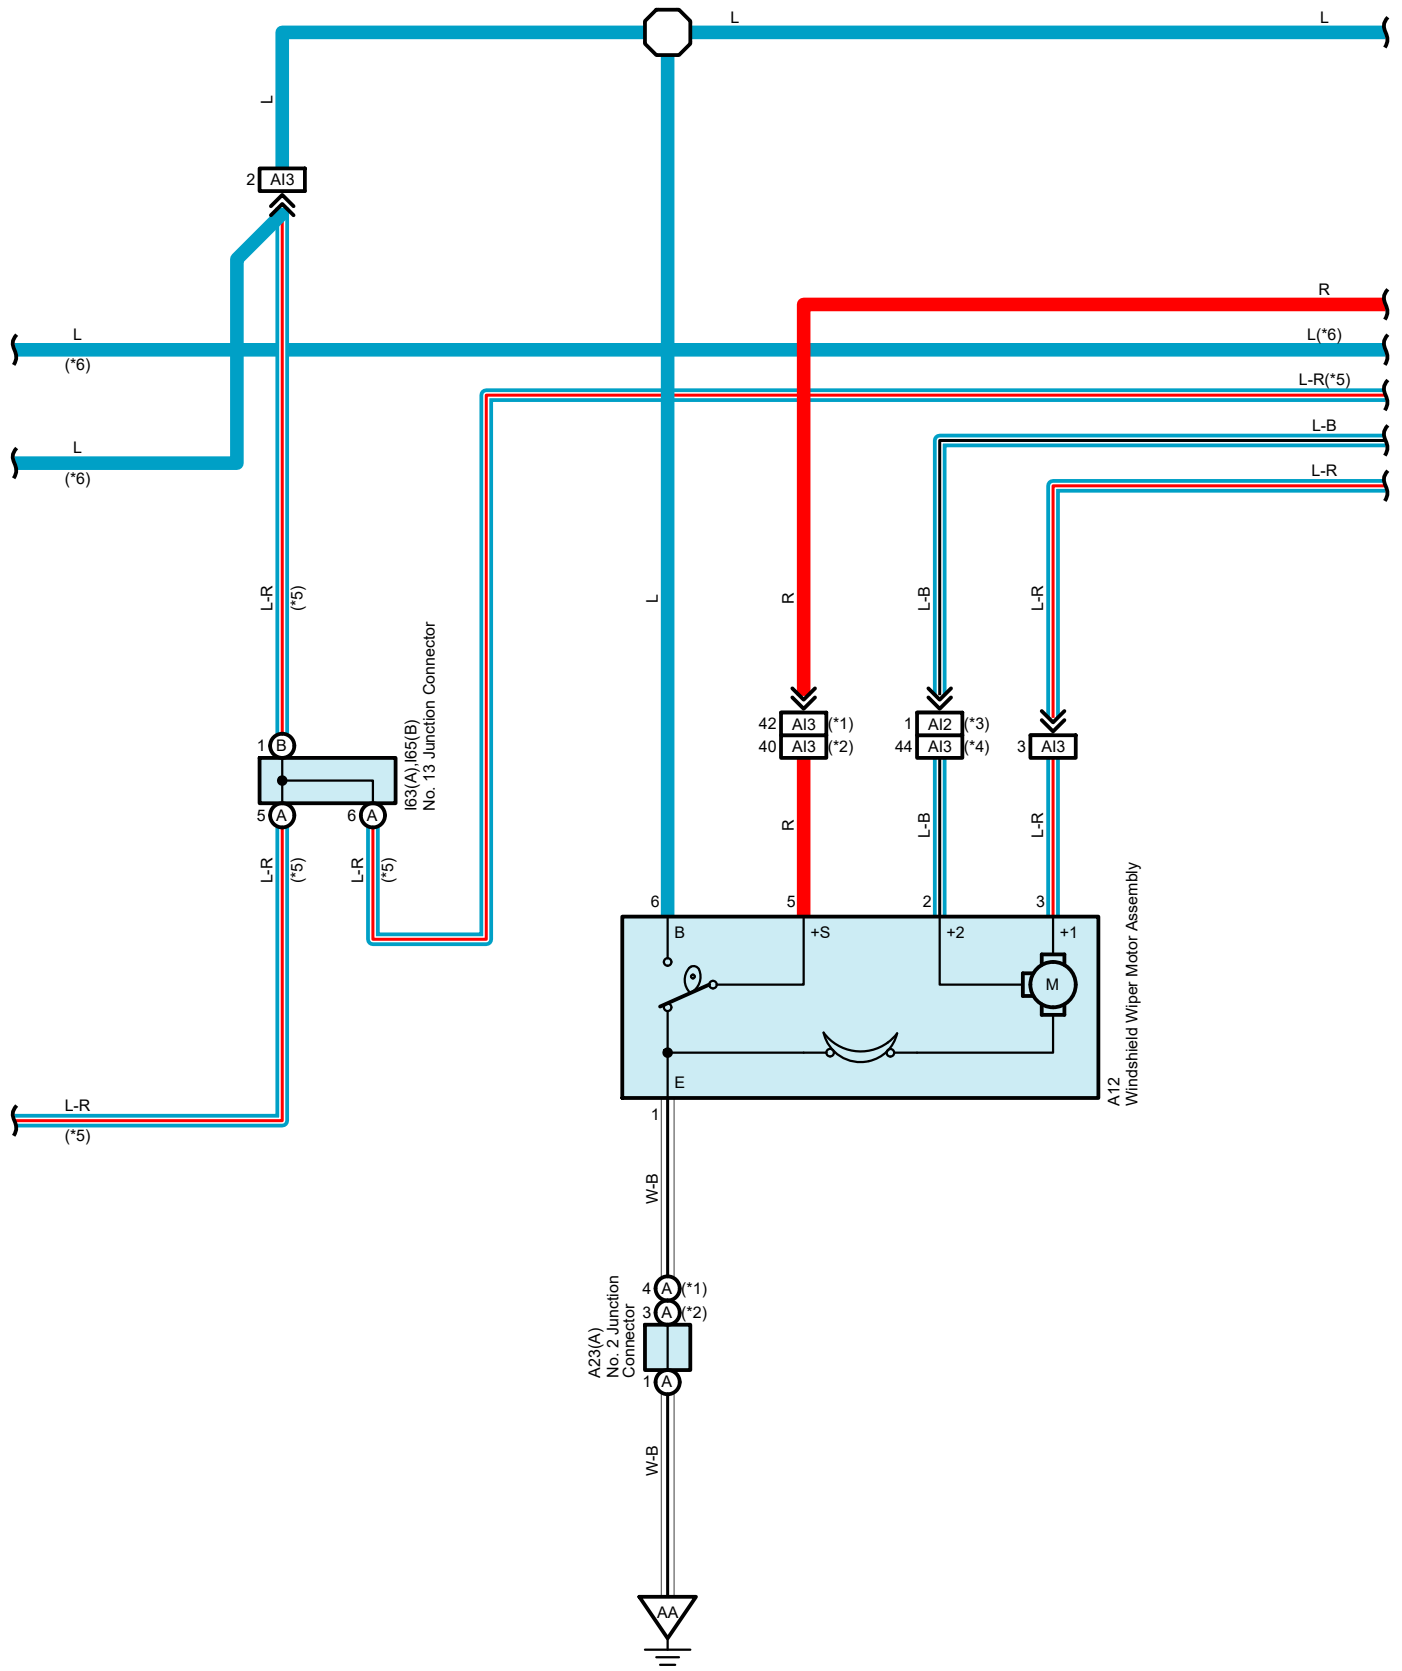 L
L
L
2 AI3
R
L
(*6)
L(*6)
L-R(*5)
L-B
L
(*6)
L-R
L-R
(*5)
L
R
L-B
L-R
I63(A),I65(B)
No. 13 Junction Connector
42 AI3 (*1)
40 AI3 (*2)
1 AI2 (*3)
44 AI3 (*4)
3 AI3
1 B
5 A
6 A
L-R
(*5)
L-R
(*5)
R
L-B
L-R
6
5
2
3
B
+S
+2
+1
M
E
1
A12
Windshield Wiper Motor Assembly
L-R
(*5)
W-B
4 A (*1)
3 A (*2)
A23(A)
No. 2 Junction
Connector
1 A
W-B
AA